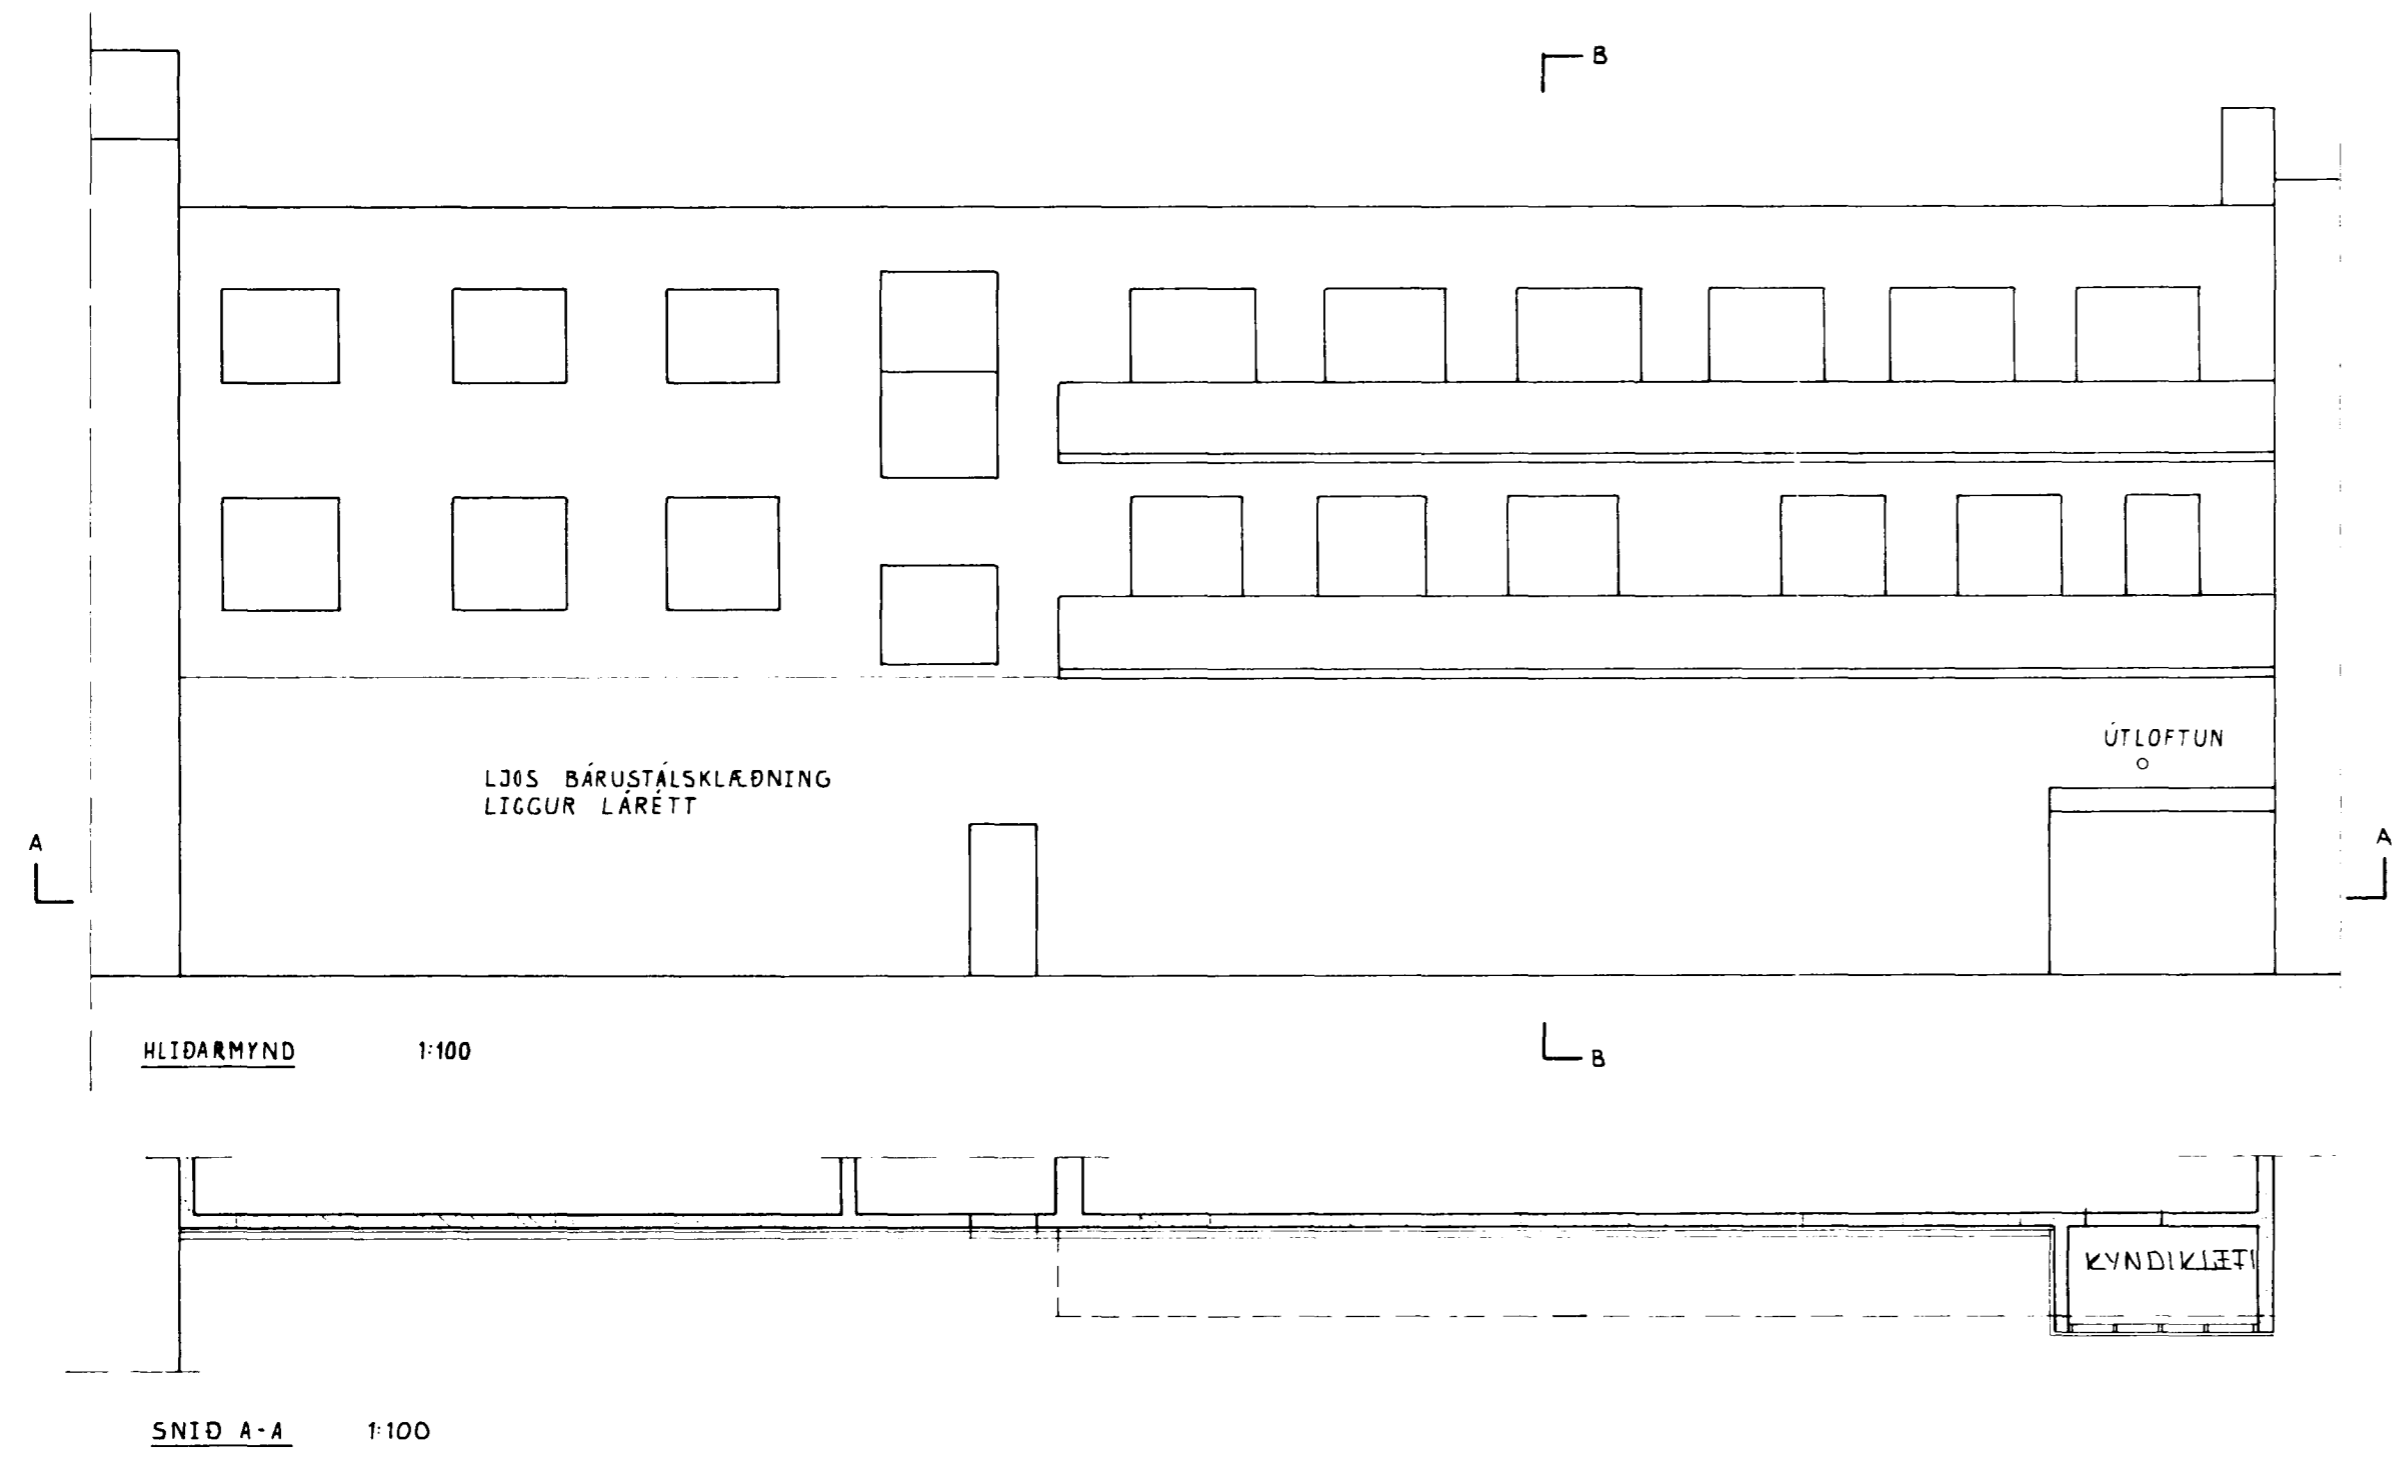 B
ÚTLOFTUN
LJOS BÁRUSTÁLSKLÆÐNING
LIGGUR LÁRÉTT
A
A
HLIÐARMYND 1:100
B
KYNDIKLEFI
SNIÐ A-A 1:100